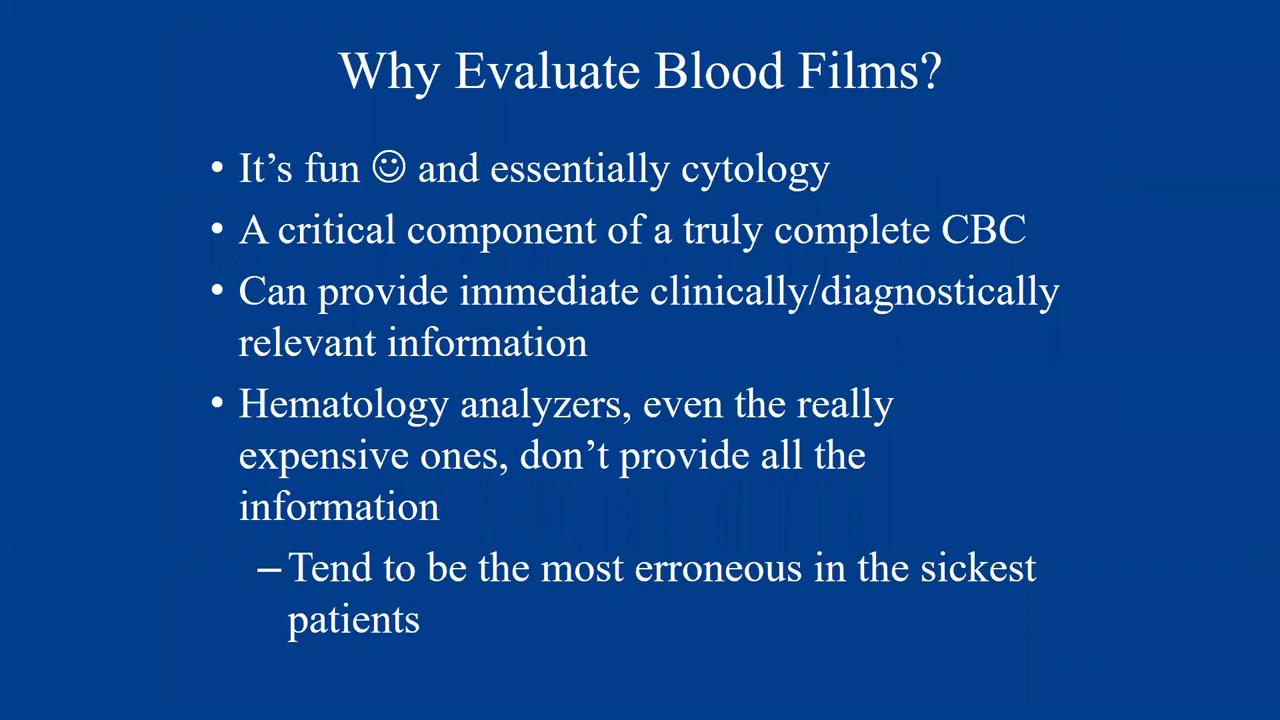 Why Evaluate Blood Films?
• It’s fun ☺ and essentially cytology
• A critical component of a truly complete CBC
• Can provide immediate clinically/diagnostically
relevant information
• Hematology analyzers, even the really
expensive ones, don’t provide all the
information
– Tend to be the most erroneous in the sickest
patients